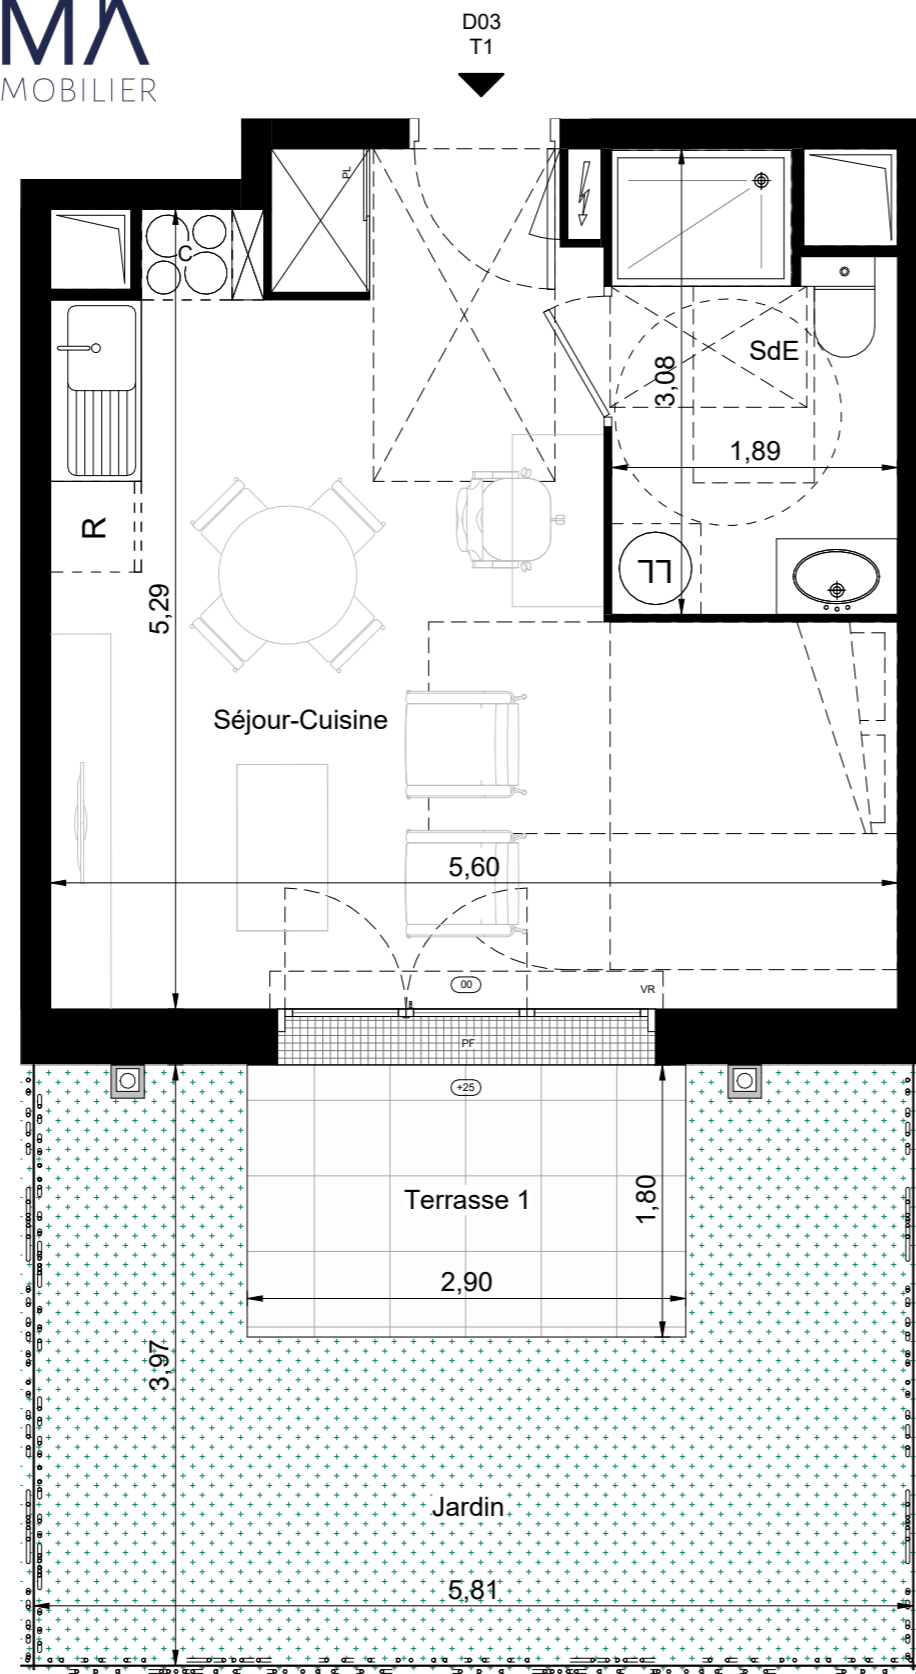 MA
MOBILIER
D03
T1
PL
C
SdE
3,08
1,89
R
LL
5,29
Séjour-Cuisine
5,60
00
VR
PF
+25
Terrasse 1
1,80
2,90
3,97
Jardin
5,81